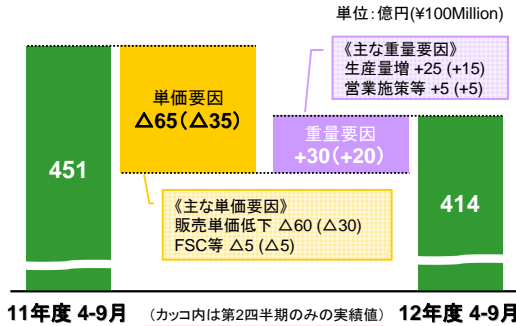 単位：億円(¥100Million)
《主な重量要因》
生産量増 +25 (+15)
営業施策等 +5 (+5)
単価要因
△65(△35)
重量要因
+30(+20)
451
414
《主な単価要因》
販売単価低下 △60 (△30)
FSC等 △5 (△5)
11年度 4-9月 （カッコ内は第2四半期のみの実績値） 12年度 4-9月